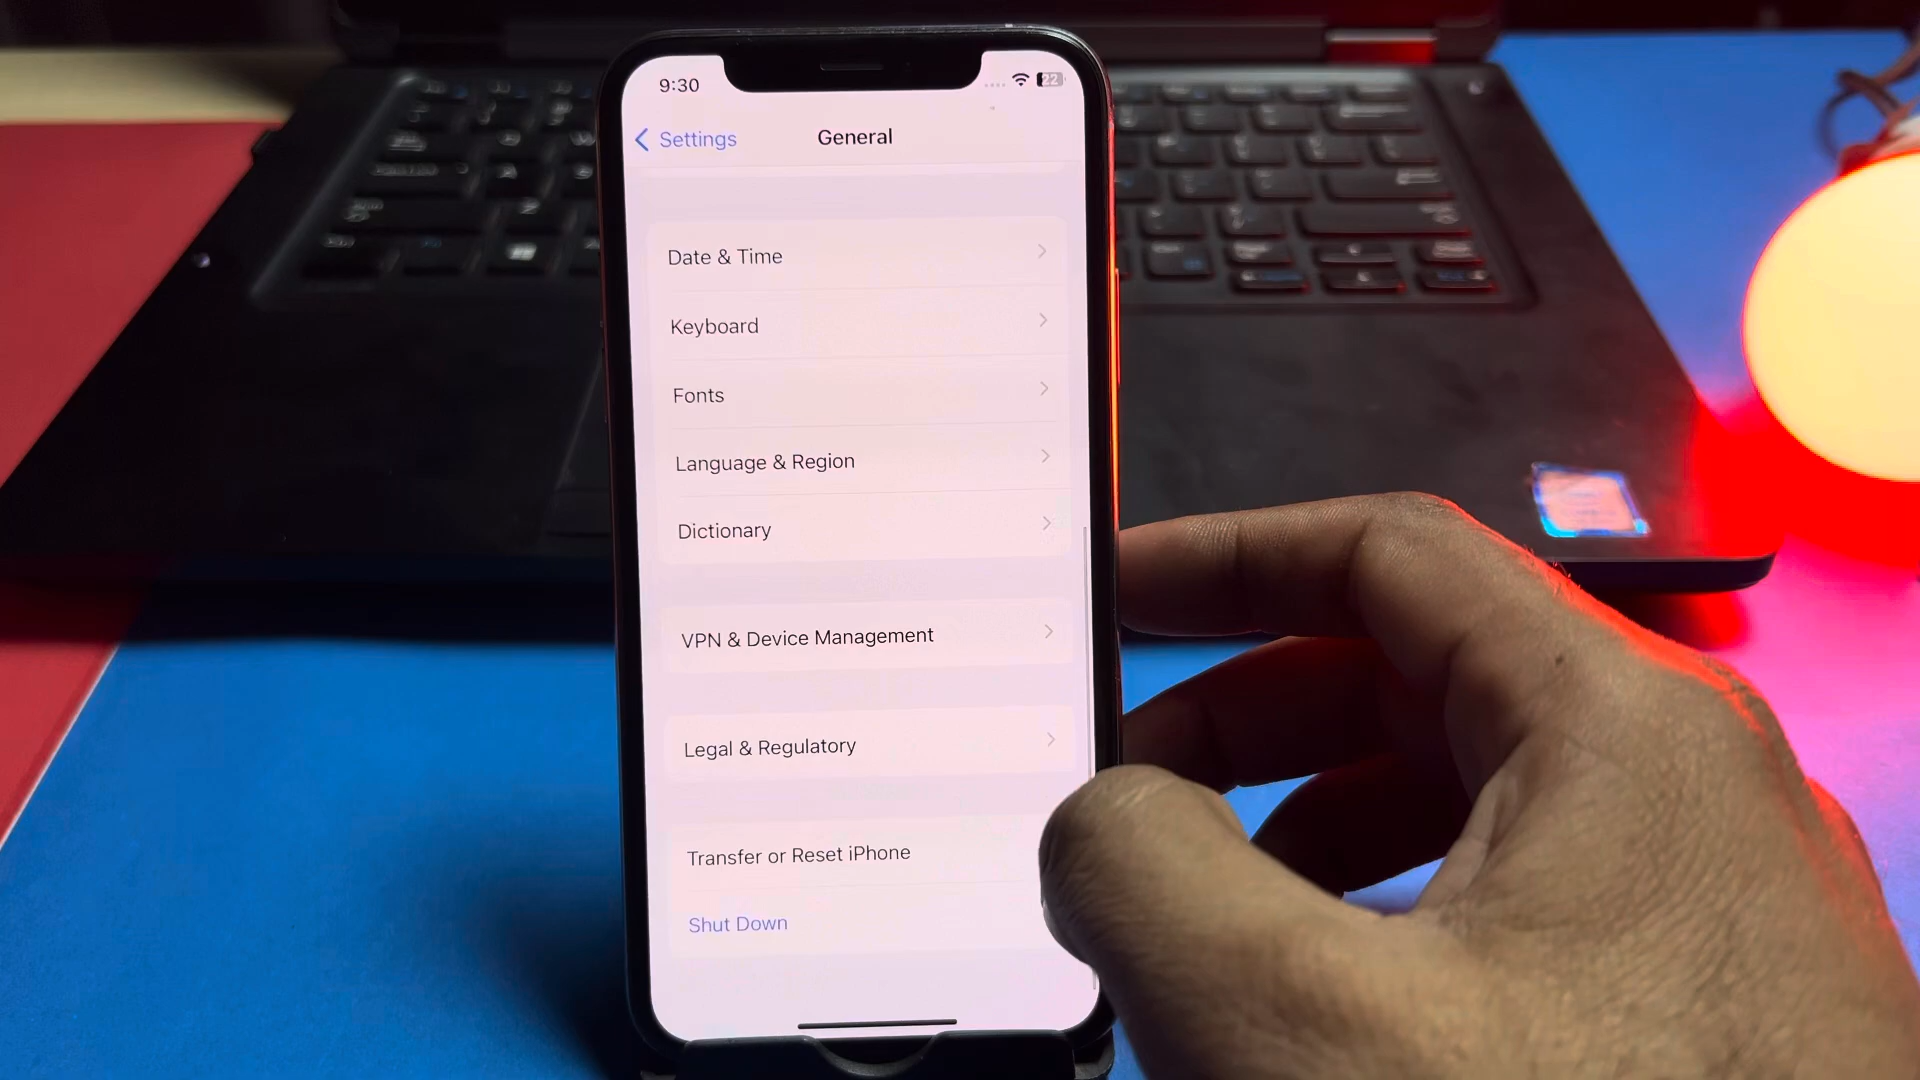 9:30
22
Settings
General
Date & Time
Keyboard
Fonts
Language & Region
Dictionary
VPN & Device Management
Legal & Regulatory
Transfer or Reset iPhone
Shut Down